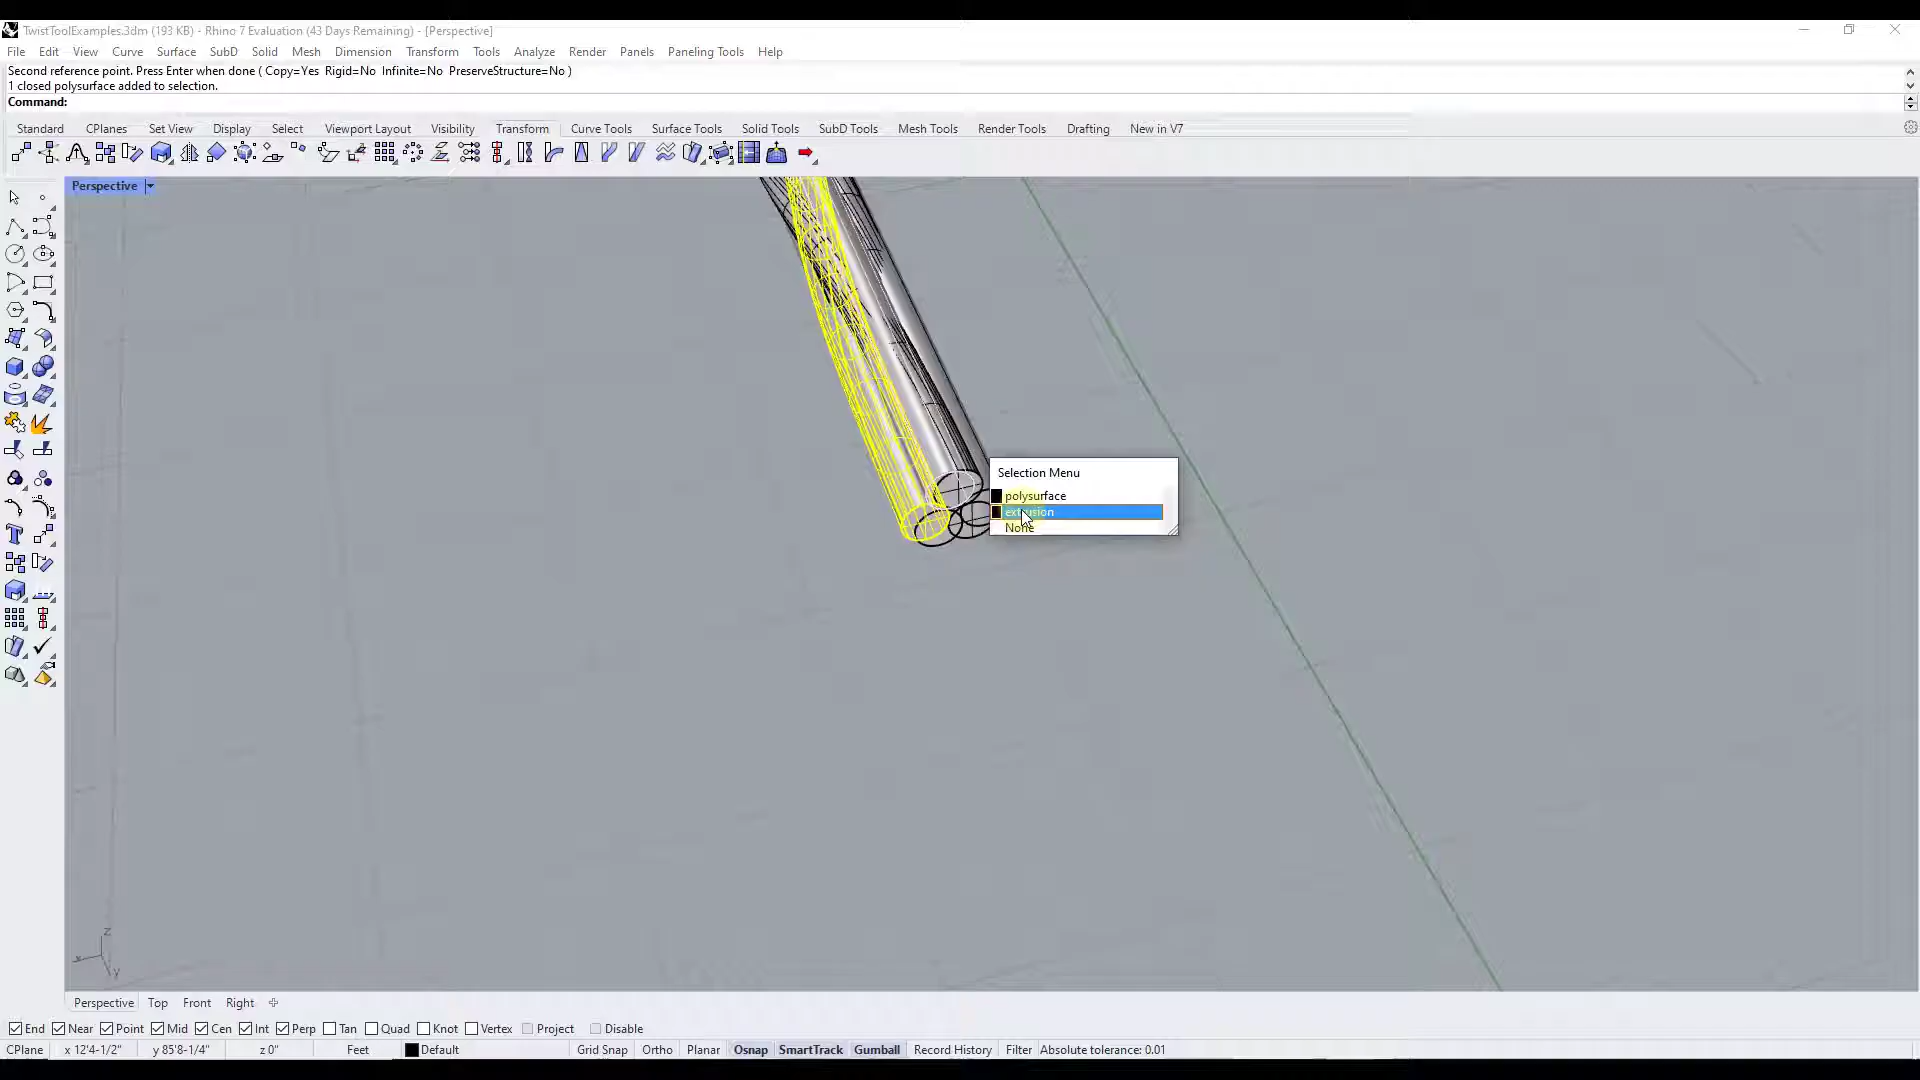 TwistToolExamples.3dm (193 KB) - Rhino 7 Evaluation (43 Days Remaining) - [Perspective]
File Edit View Curve Surface SubD Solid Mesh Dimension Transform Tools Analyze Render Panels Paneling Tools Help
Second reference point. Press Enter when done ( Copy=Yes Rigid=No Infinite=No PreserveStructure=No )
1 closed polysurface added to selection.
Command:
Standard CPlanes Set View Display Select Viewport Layout Visibility Transform Curve Tools Surface Tools Solid Tools SubD Tools Mesh Tools Render Tools Drafting New in V7
Perspective
Selection Menu
polysurface
extrusion
None
z
x
y
Perspective Top Front Right
End Near Point Mid Cen Int Perp Tan Quad Knot Vertex Project Disable
CPlane x 12'4-1/2" y 85'8-1/4" z 0" Feet Default Grid Snap Ortho Planar Osnap SmartTrack Gumball Record History Filter Absolute tolerance: 0.01